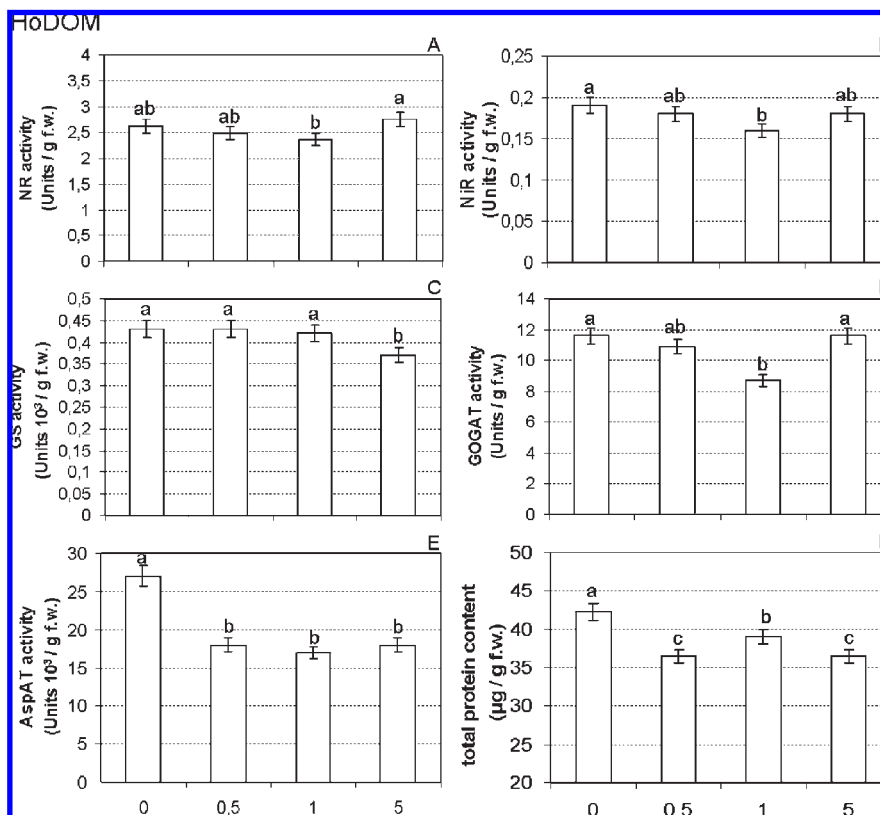 HoDOM
A
NR activity
(Units / g f.w.)
4
3,5
3
2,5
2
1,5
1
0,5
0
ab
ab
b
a
NiR activity
(Units / g f.w.)
0,25
0,2
0,15
0,1
0,05
0
a
ab
b
ab
C
GS activity
(Units 10³ / g f.w.)
0,5
0,45
0,4
0,35
0,3
0,25
0,2
0,15
0,1
0,05
0
a
a
a
b
GOGAT activity
(Units / g f.w.)
14
12
10
8
6
4
2
0
a
ab
b
a
E
AspAT activity
(Units 10³ / g f.w.)
30
25
20
15
10
5
0
a
b
b
b
0 0,5 1 5
total protein content
(µg / g f.w.)
50
45
40
35
30
25
20
a
c
b
c
0 0,5 1 5